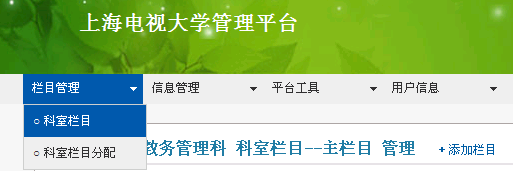 上海电视大学管理平台
栏目管理 信息管理 平台工具 用户信息
科室栏目
科室栏目分配
教务管理科 科室栏目--主栏目 管理 +添加栏目